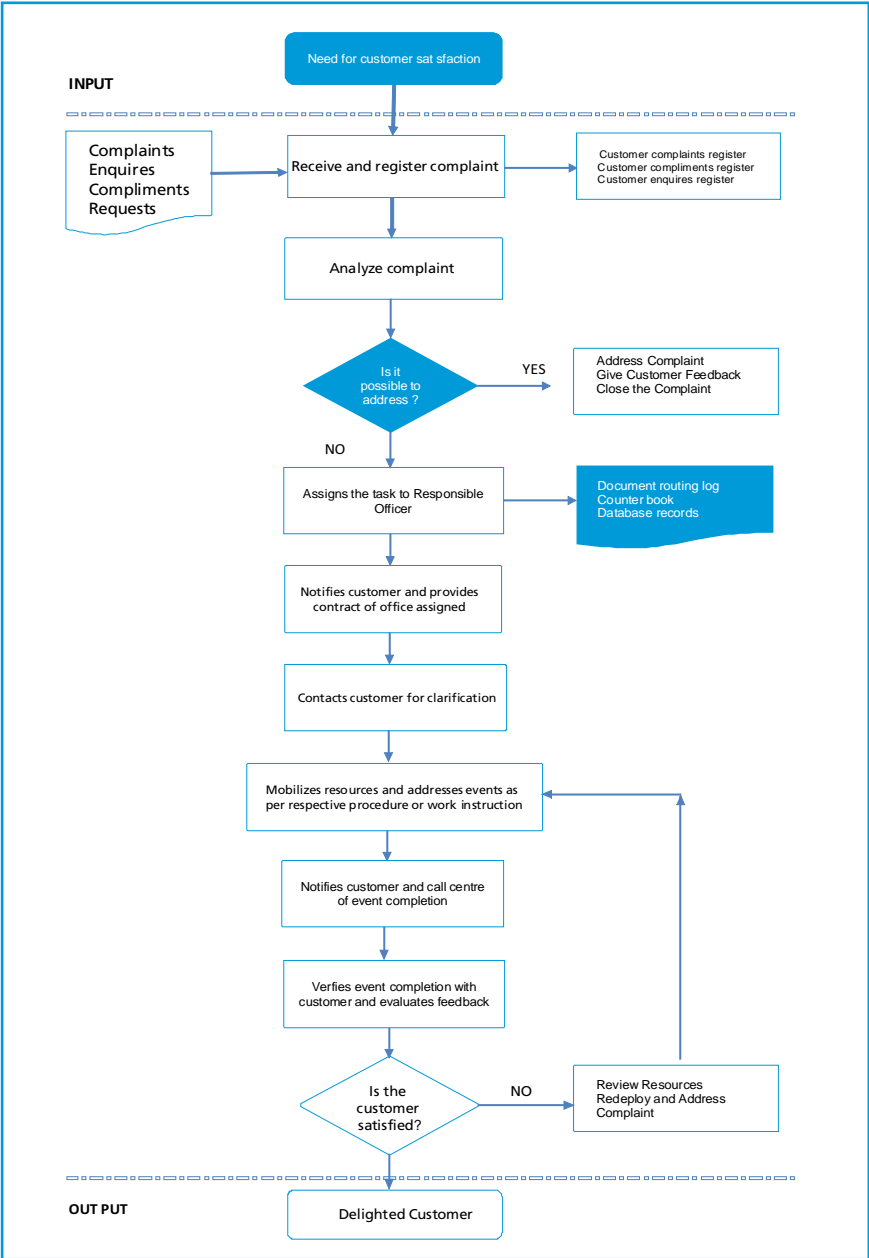 Need for customer sat sfaction
INPUT
Complaints
Enquires
Compliments
Requests
Receive and register complaint
Customer complaints register
Customer compliments register
Customer enquires register
Analyze complaint
Is it
possible to
address ?
YES
Address Complaint
Give Customer Feedback
Close the Complaint
NO
Assigns the task to Responsible
Officer
Document routing log
Counter book
Database records
Notifies customer and provides
contract of office assigned
Contacts customer for clarification
Mobilizes resources and addresses events as
per respective procedure or work instruction
Notifies customer and call centre
of event completion
Verfies event completion with
customer and evaluates feedback
Is the
customer
satisfied?
NO
Review Resources
Redeploy and Address
Complaint
OUT PUT
Delighted Customer